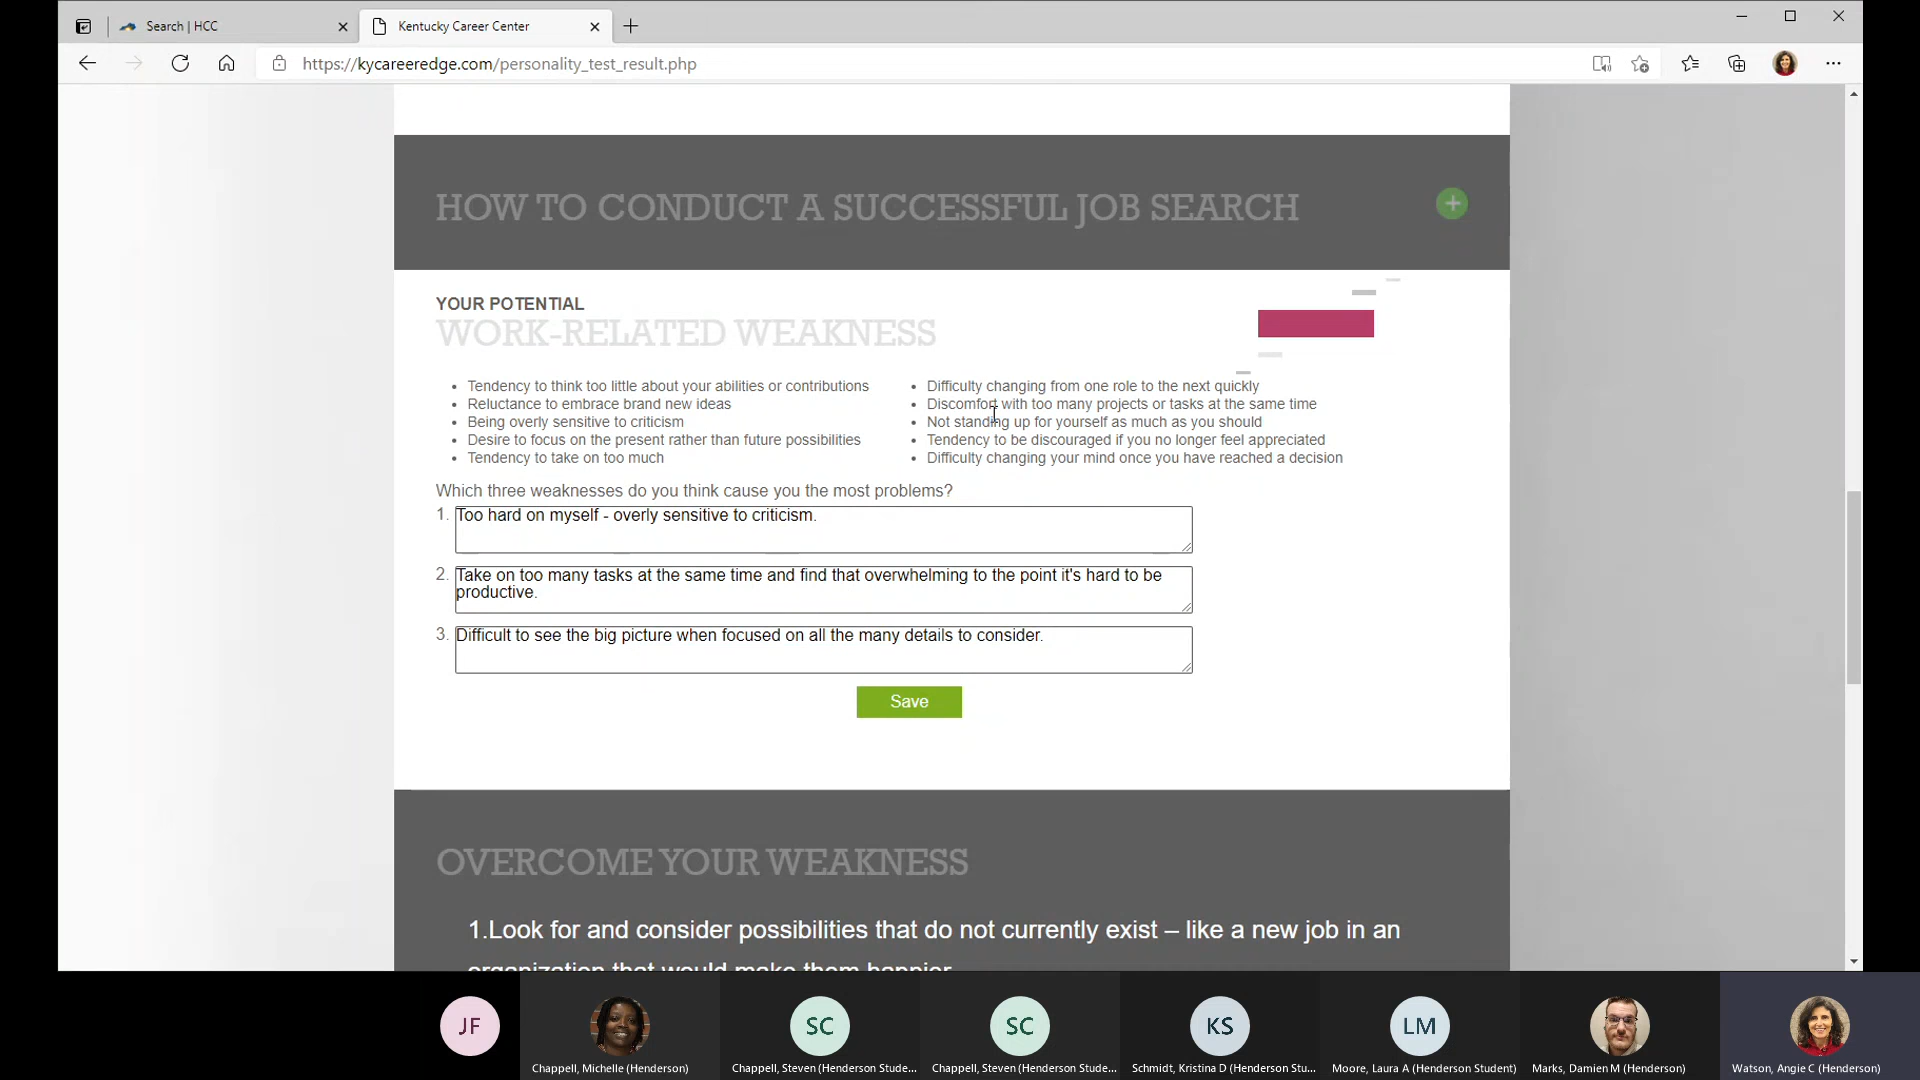 Search | HCC
Kentucky Career Center
https://kycareeredge.com/personality_test_result.php
HOW TO CONDUCT A SUCCESSFUL JOB SEARCH
YOUR POTENTIAL
WORK-RELATED WEAKNESS
• Tendency to think too little about your abilities or contributions
• Reluctance to embrace brand new ideas
• Being overly sensitive to criticism
• Desire to focus on the present rather than future possibilities
• Tendency to take on too much
• Difficulty changing from one role to the next quickly
• Discomfort with too many projects or tasks at the same time
• Not standing up for yourself as much as you should
• Tendency to be discouraged if you no longer feel appreciated
• Difficulty changing your mind once you have reached a decision
Which three weaknesses do you think cause you the most problems?
1. Too hard on myself - overly sensitive to criticism.
2. Take on too many tasks at the same time and find that overwhelming to the point it's hard to be
productive.
3. Difficult to see the big picture when focused on all the many details to consider.
Save
OVERCOME YOUR WEAKNESS
1.Look for and consider possibilities that do not currently exist – like a new job in an
organization that would make them happier
JF
SC
SC
KS
LM
Chappell, Michelle (Henderson)
Chappell, Steven (Henderson Stude...
Chappell, Steven (Henderson Stude...
Schmidt, Kristina D (Henderson Stu...
Moore, Laura A (Henderson Student)
Marks, Damien M (Henderson)
Watson, Angie C (Henderson)